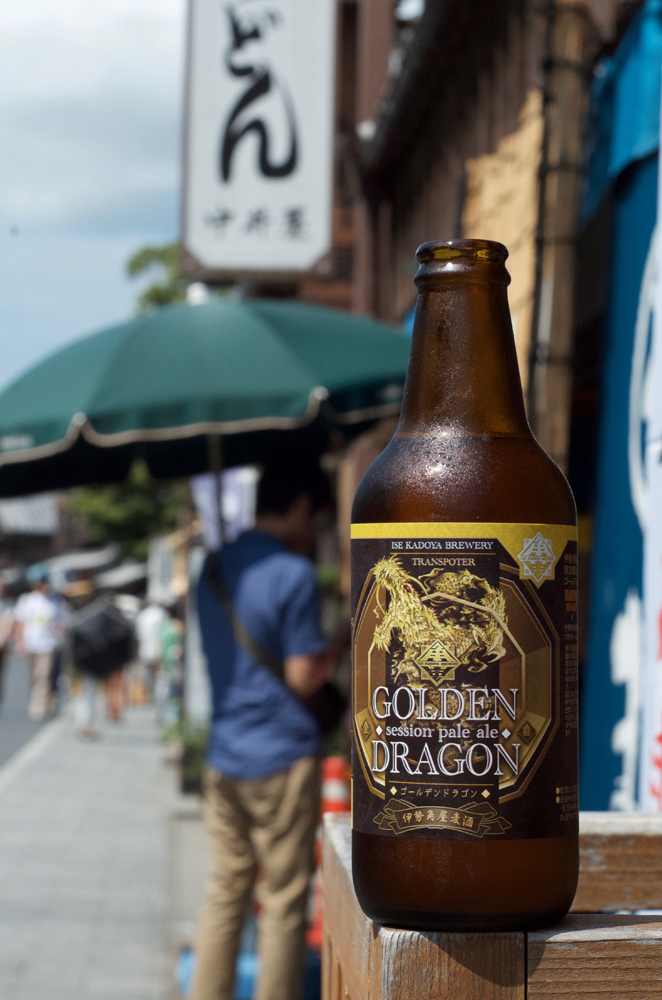 どん
中井屋
ISE KADOYA BREWERY
TRANSPOTER
GOLDEN
session pale ale
DRAGON
ゴールデンドラゴン
伊勢角屋麦酒